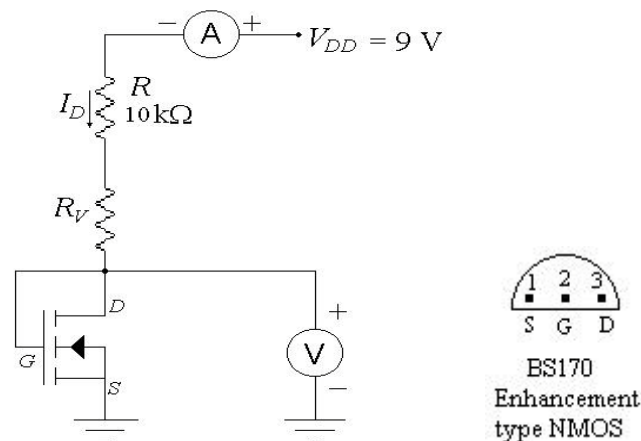 − A + V_DD = 9 V
I_D R
10 kΩ
R_V
D
G
S
+
V
−
1 2 3
S G D
BS170
Enhancement
type NMOS